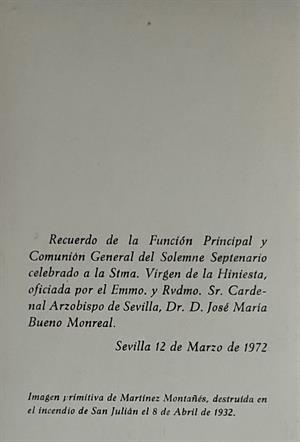 Recuerdo de la Función Principal y
Comunión General del Solemne Septenario
celebrado a la Stma. Virgen de la Hiniesta,
oficiada por el Emmo. y Rvdmo. Sr. Carde-
nal Arzobispo de Sevilla, Dr. D. José María
Bueno Monreal.
Sevilla 12 de Marzo de 1972
Imagen primitiva de Martínez Montañés, destruída en
el incendio de San Julián el 8 de Abril de 1932.